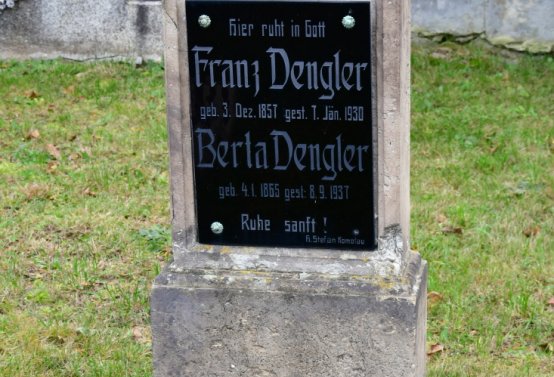 Hier ruht in Gott
Franz Dengler
geb. 3. Dez. 1857 gest. 7. Jän. 1930
Berta Dengler
geb. 4.1.1865 gest. 8.9.1937
Ruhe sanft !
Stefan